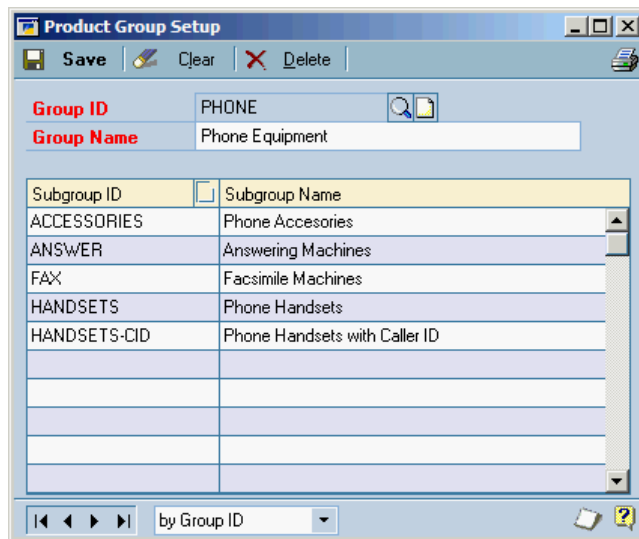 Product Group Setup
Save Clear Delete
Group ID PHONE
Group Name Phone Equipment
Subgroup ID Subgroup Name
ACCESSORIES Phone Accesories
ANSWER Answering Machines
FAX Facsimile Machines
HANDSETS Phone Handsets
HANDSETS-CID Phone Handsets with Caller ID
by Group ID